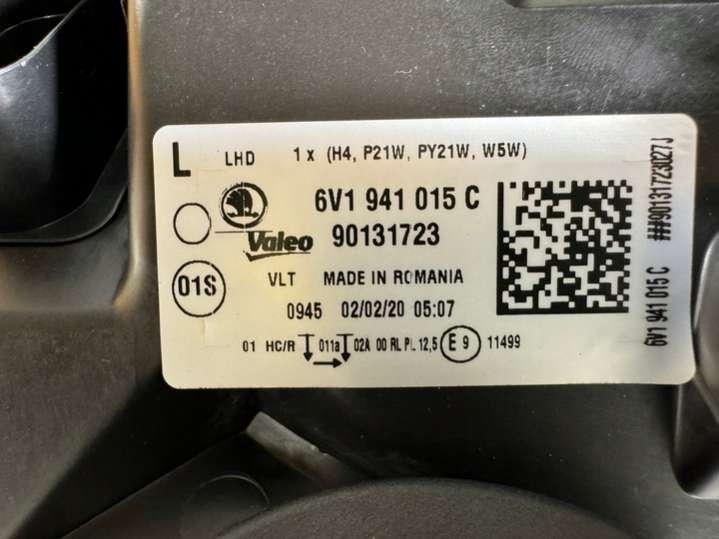 L LHD 1 x (H4, P21W, PY21W, W5W)
6V1 941 015 C
Valeo 90131723
01S VLT MADE IN ROMANIA
0945 02/02/20 05:07
01 HC/R 011a 02A 00 RL PL 12,5 E 9 11499
6V1 941 015 C